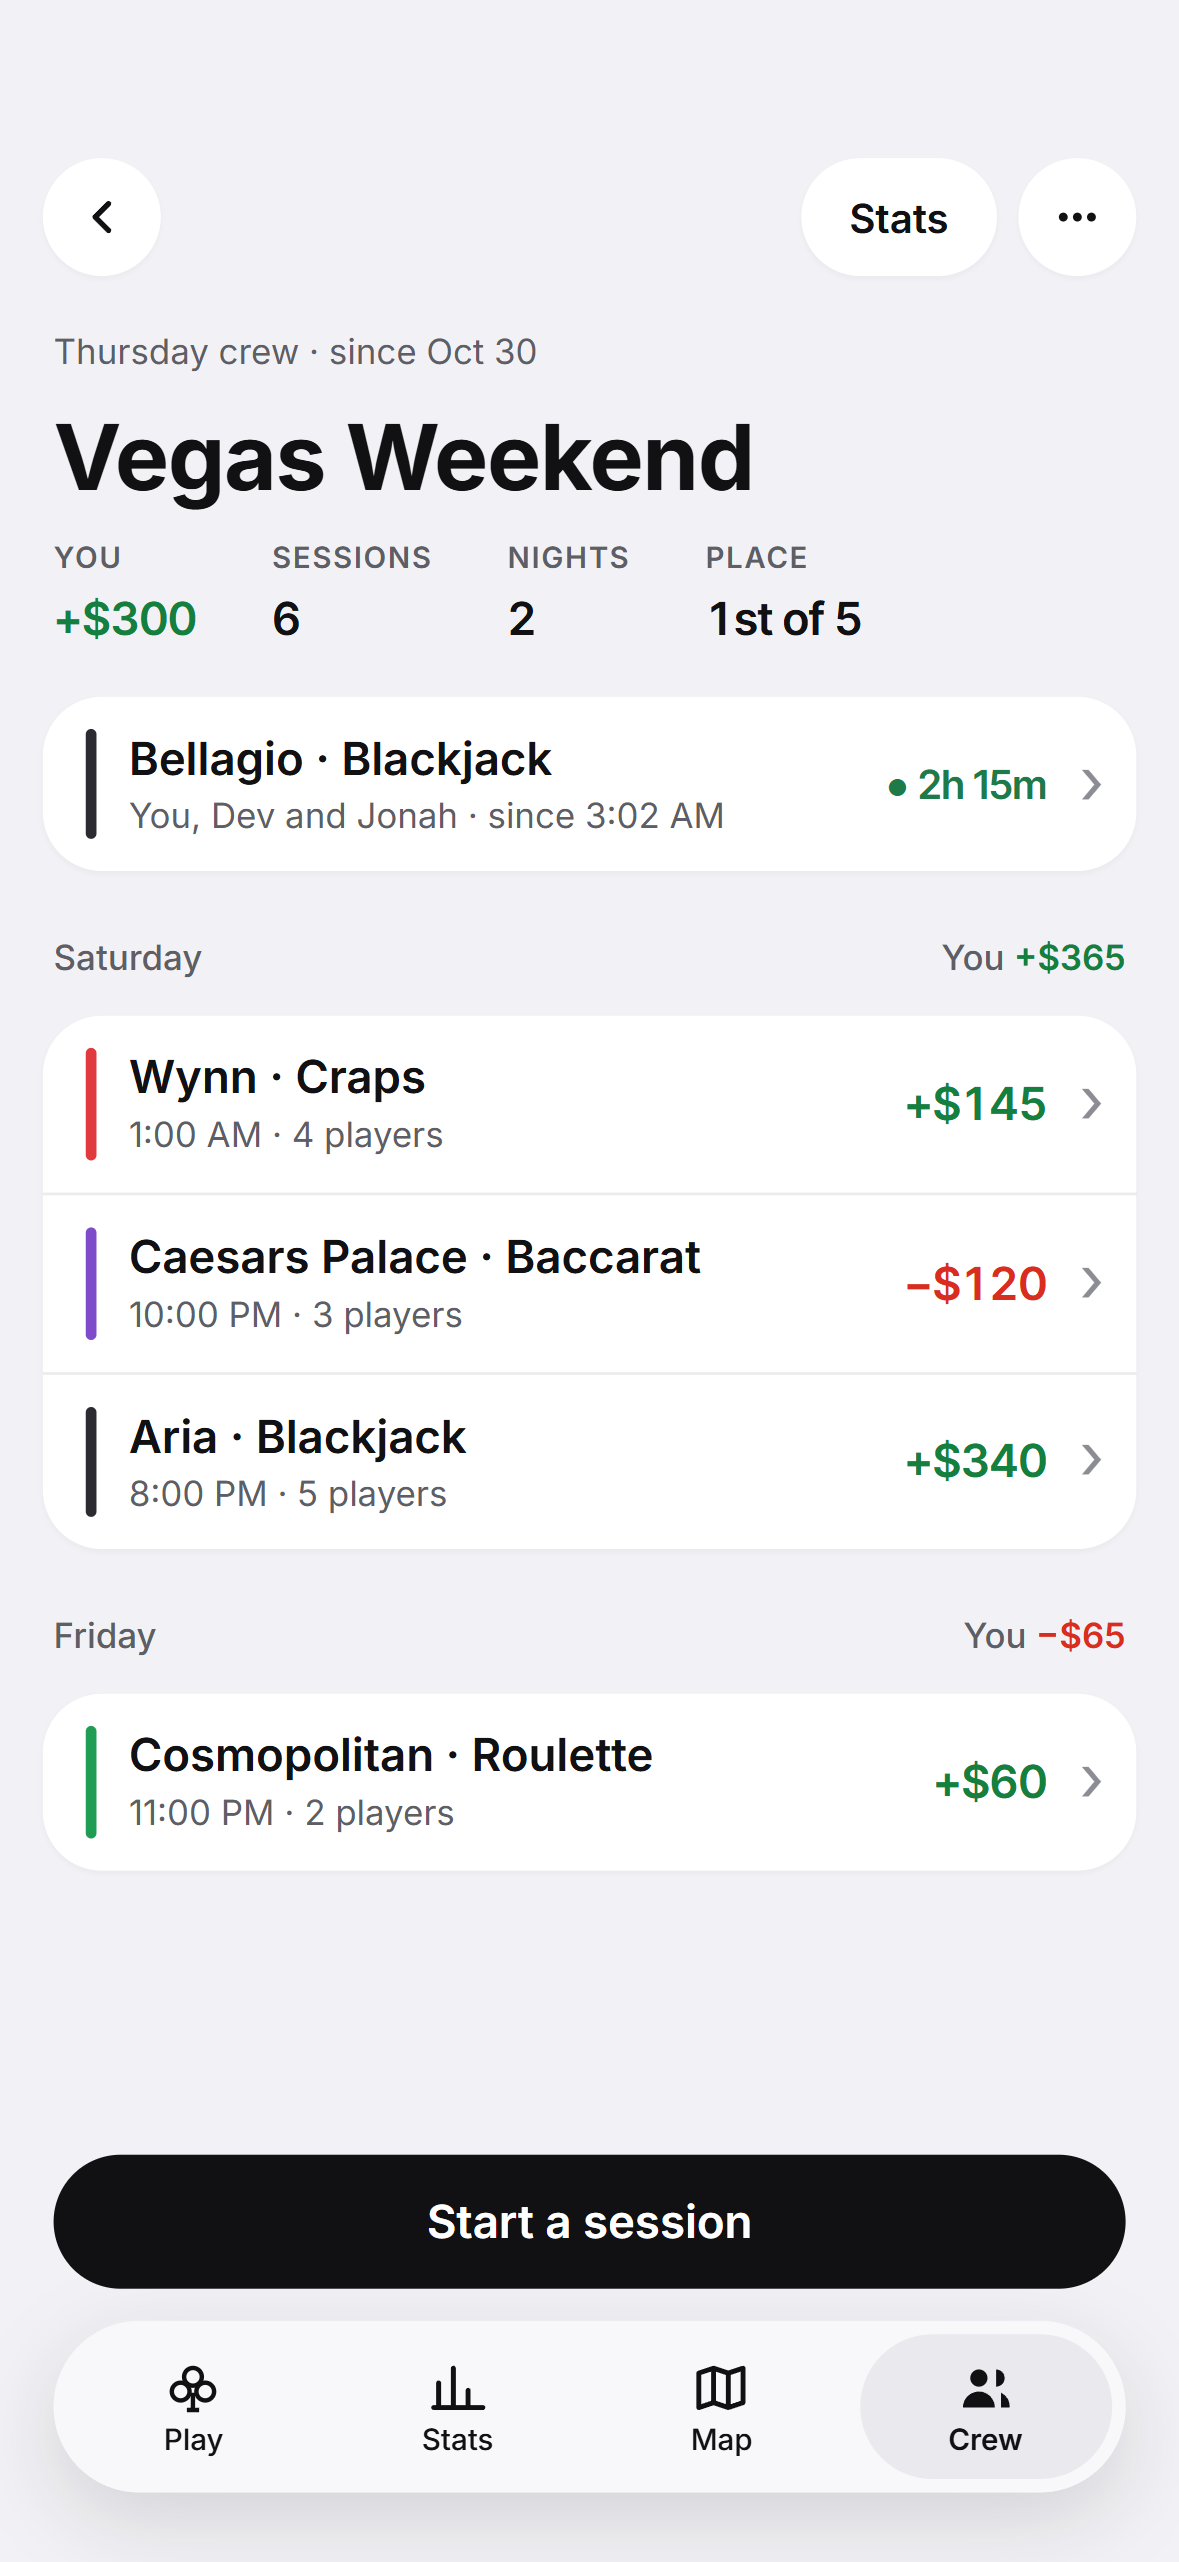 Stats
Thursday crew · since Oct 30
Vegas Weekend
YOU SESSIONS NIGHTS PLACE
+$300 6 2 1st of 5
Bellagio · Blackjack
You, Dev and Jonah · since 3:02 AM
● 2h 15m
Saturday You +$365
Wynn · Craps
1:00 AM · 4 players
+$145
Caesars Palace · Baccarat
10:00 PM · 3 players
−$120
Aria · Blackjack
8:00 PM · 5 players
+$340
Friday You −$65
Cosmopolitan · Roulette
11:00 PM · 2 players
+$60
Start a session
Play Stats Map Crew